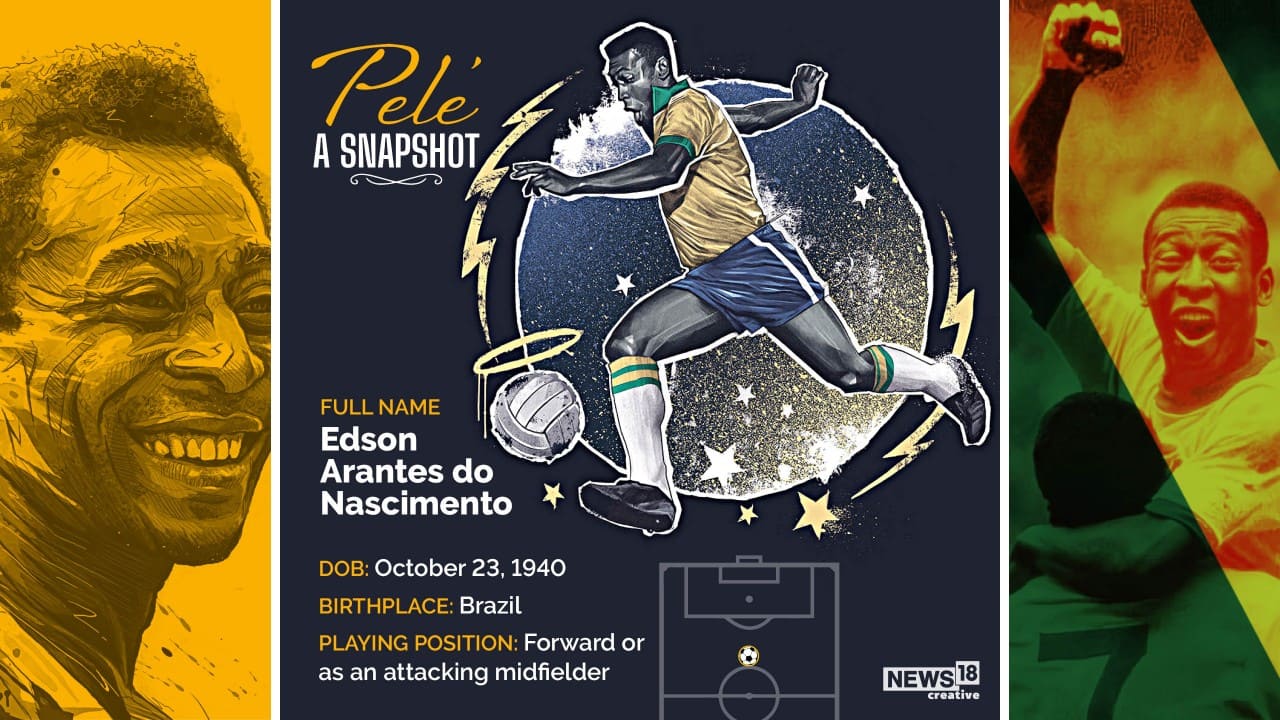 Pelé
A SNAPSHOT
FULL NAME
Edson
Arantes do
Nascimento
DOB: October 23, 1940
BIRTHPLACE: Brazil
PLAYING POSITION: Forward or
as an attacking midfielder
NEWS18
creative
7